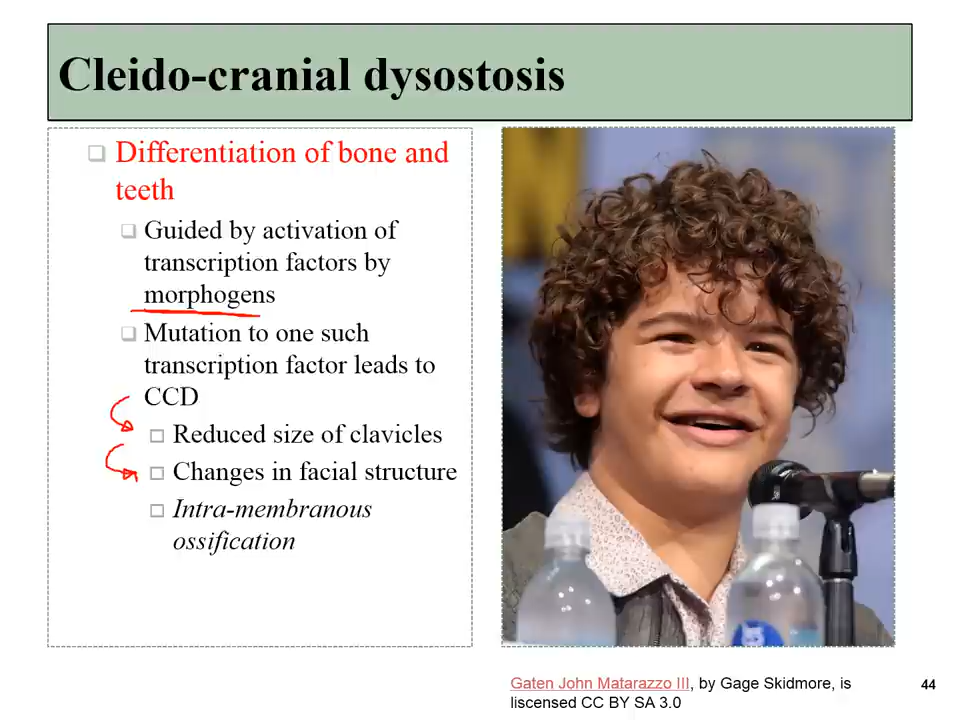 Cleido-cranial dysostosis
Differentiation of bone and
teeth
Guided by activation of
transcription factors by
morphogens
Mutation to one such
transcription factor leads to
CCD
Reduced size of clavicles
Changes in facial structure
Intra-membranous
ossification
Gaten John Matarazzo III, by Gage Skidmore, is
liscensed CC BY SA 3.0
44